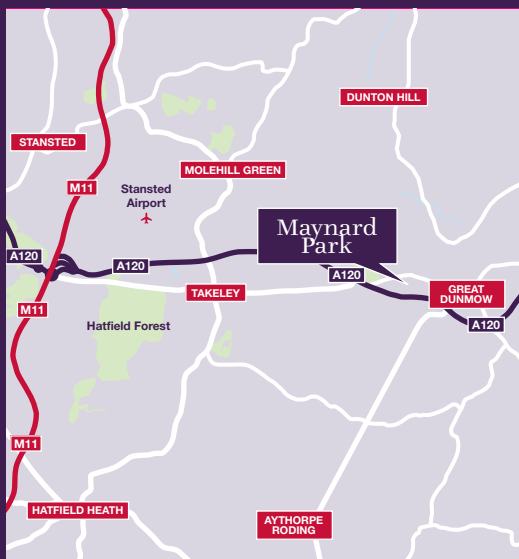 DUNTON HILL
STANSTED
MOLEHILL GREEN
M11
Stansted
Airport
Maynard
Park
A120
A120
A120
TAKELEY
GREAT
DUNMOW
M11
A120
Hatfield Forest
M11
HATFIELD HEATH
AYTHORPE
RODING